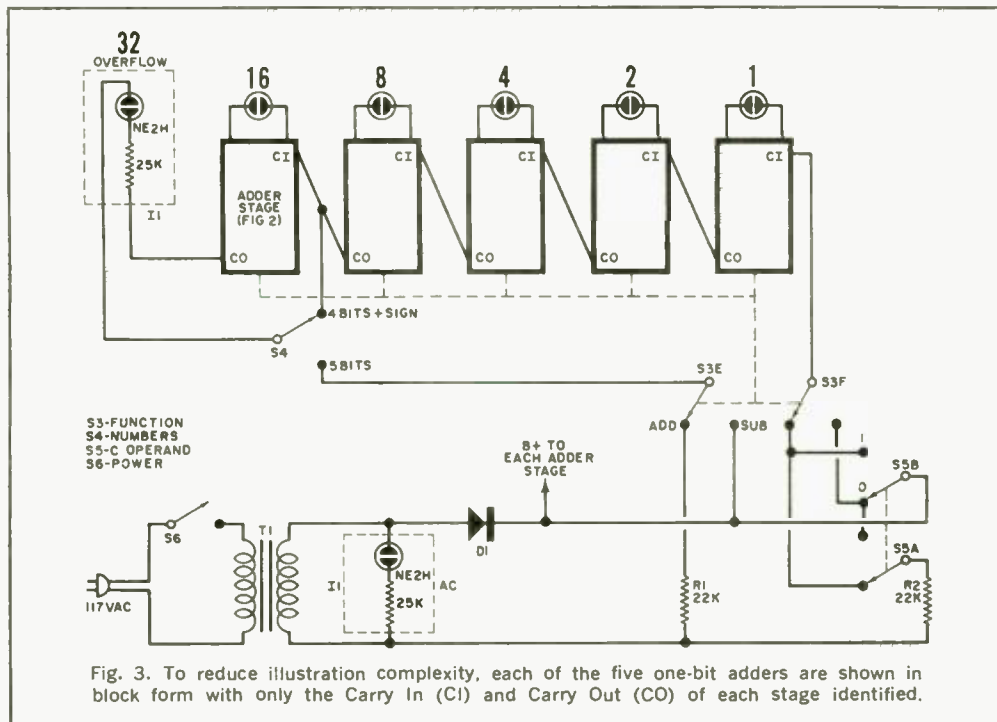 32
OVERFLOW
16
8
4
2
1
NE2H
25K
I1
CI
CI
CI
CI
CI
ADDER
STAGE
(FIG 2)
CO
CO
CO
CO
CO
4 BITS + SIGN
S4
5 BITS
S3E
S3F
ADD
SUB
1
S3-FUNCTION
S4-NUMBERS
S5-C OPERAND
S6-POWER
B+ TO
EACH ADDER
STAGE
0
S5B
S6
T1
D1
S5A
NE2H
I1
AC
25K
R1
22K
R2
22K
117VAC
Fig. 3. To reduce illustration complexity, each of the five one-bit adders are shown in
block form with only the Carry In (CI) and Carry Out (CO) of each stage identified.